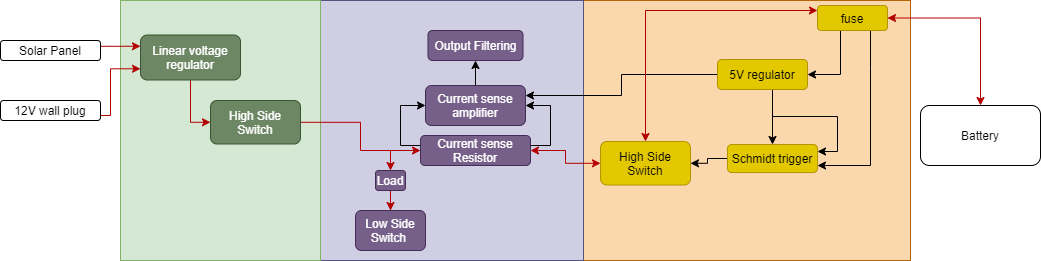 Solar Panel
12V wall plug
Linear voltage
regulator
High Side
Switch
Output Filtering
Current sense
amplifier
Current sense
Resistor
Load
Low Side
Switch
fuse
5V regulator
High Side
Switch
Schmidt trigger
Battery